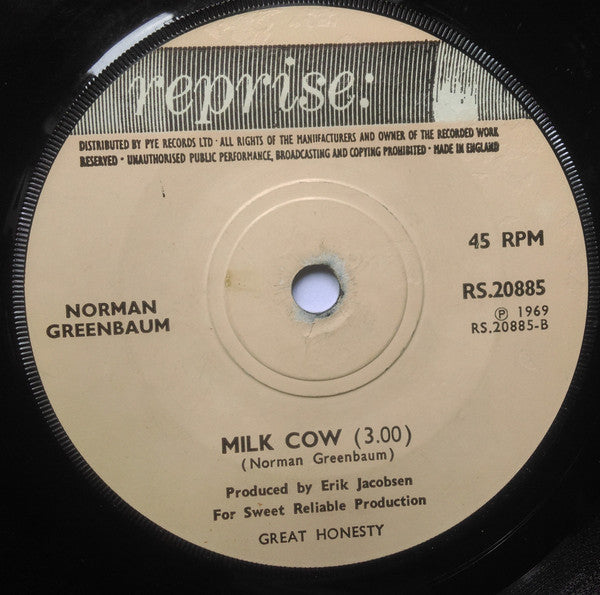 reprise:
DISTRIBUTED BY PYE RECORDS LTD · ALL RIGHTS OF THE MANUFACTURERS AND OWNER OF THE RECORDED WORK
RESERVED · UNAUTHORISED PUBLIC PERFORMANCE, BROADCASTING AND COPYING PROHIBITED · MADE IN ENGLAND
45 RPM
NORMAN
GREENBAUM
RS.20885
Ⓟ 1969
RS.20885-B
MILK COW (3.00)
(Norman Greenbaum)
Produced by Erik Jacobsen
For Sweet Reliable Production
GREAT HONESTY